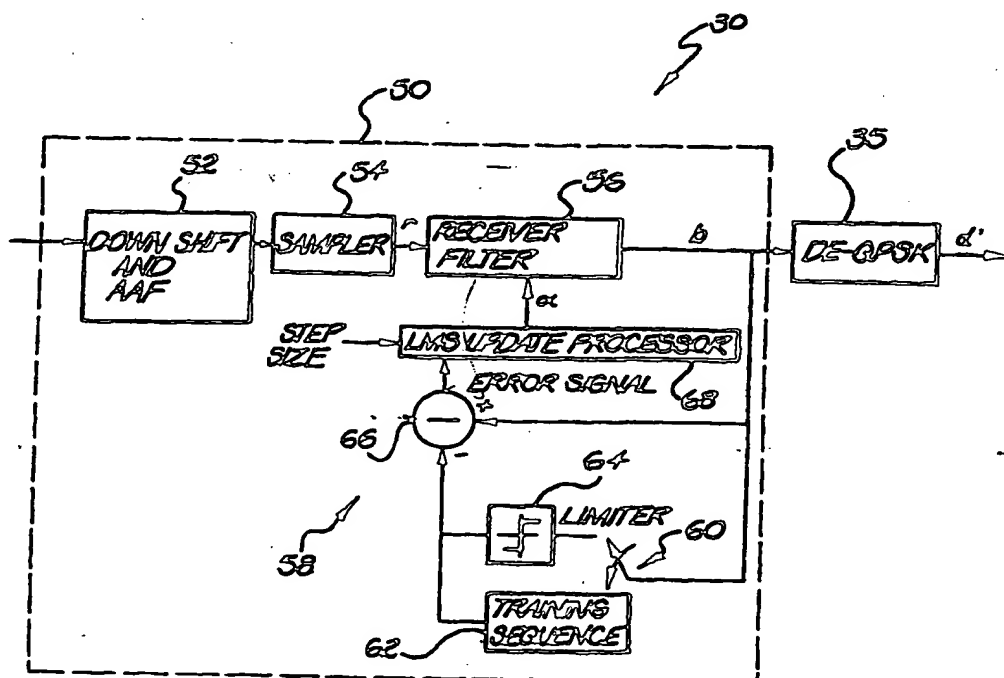 30
50
52
54
56
35
DOWN SHIFT
AND
AAF
SAMPLER
r
RECEIVER
FILTER
b
DE-QPSK
d'
α
STEP
SIZE
LMS UPDATE PROCESSOR
ERROR SIGNAL
68
+
66
−
−
64
LIMITER
60
58
TRAINING
SEQUENCE
62